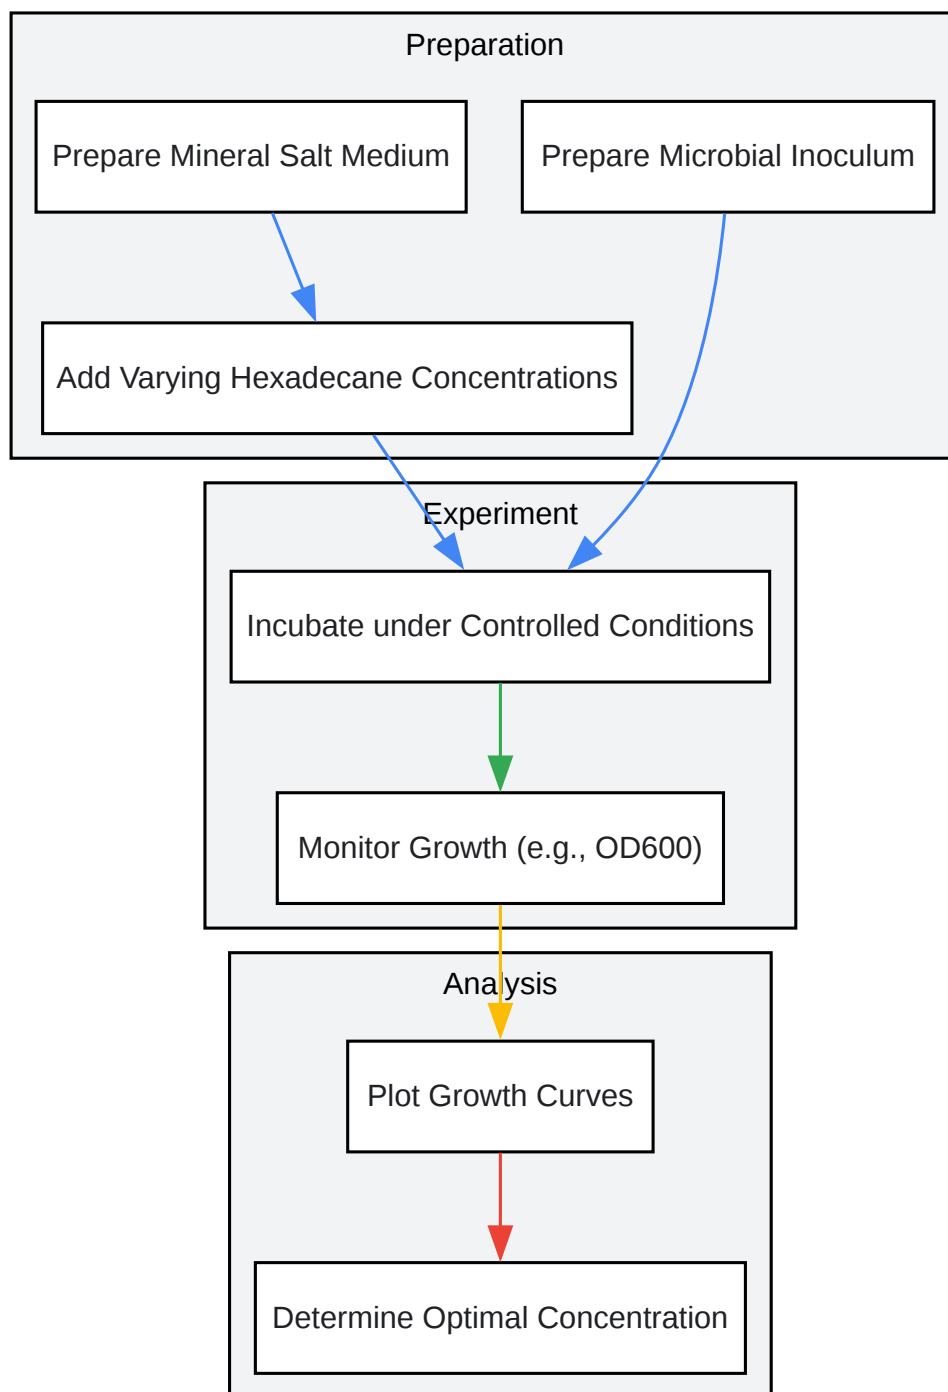 Preparation
Prepare Mineral Salt Medium
Prepare Microbial Inoculum
Add Varying Hexadecane Concentrations
Experiment
Incubate under Controlled Conditions
Monitor Growth (e.g., OD600)
Analysis
Plot Growth Curves
Determine Optimal Concentration